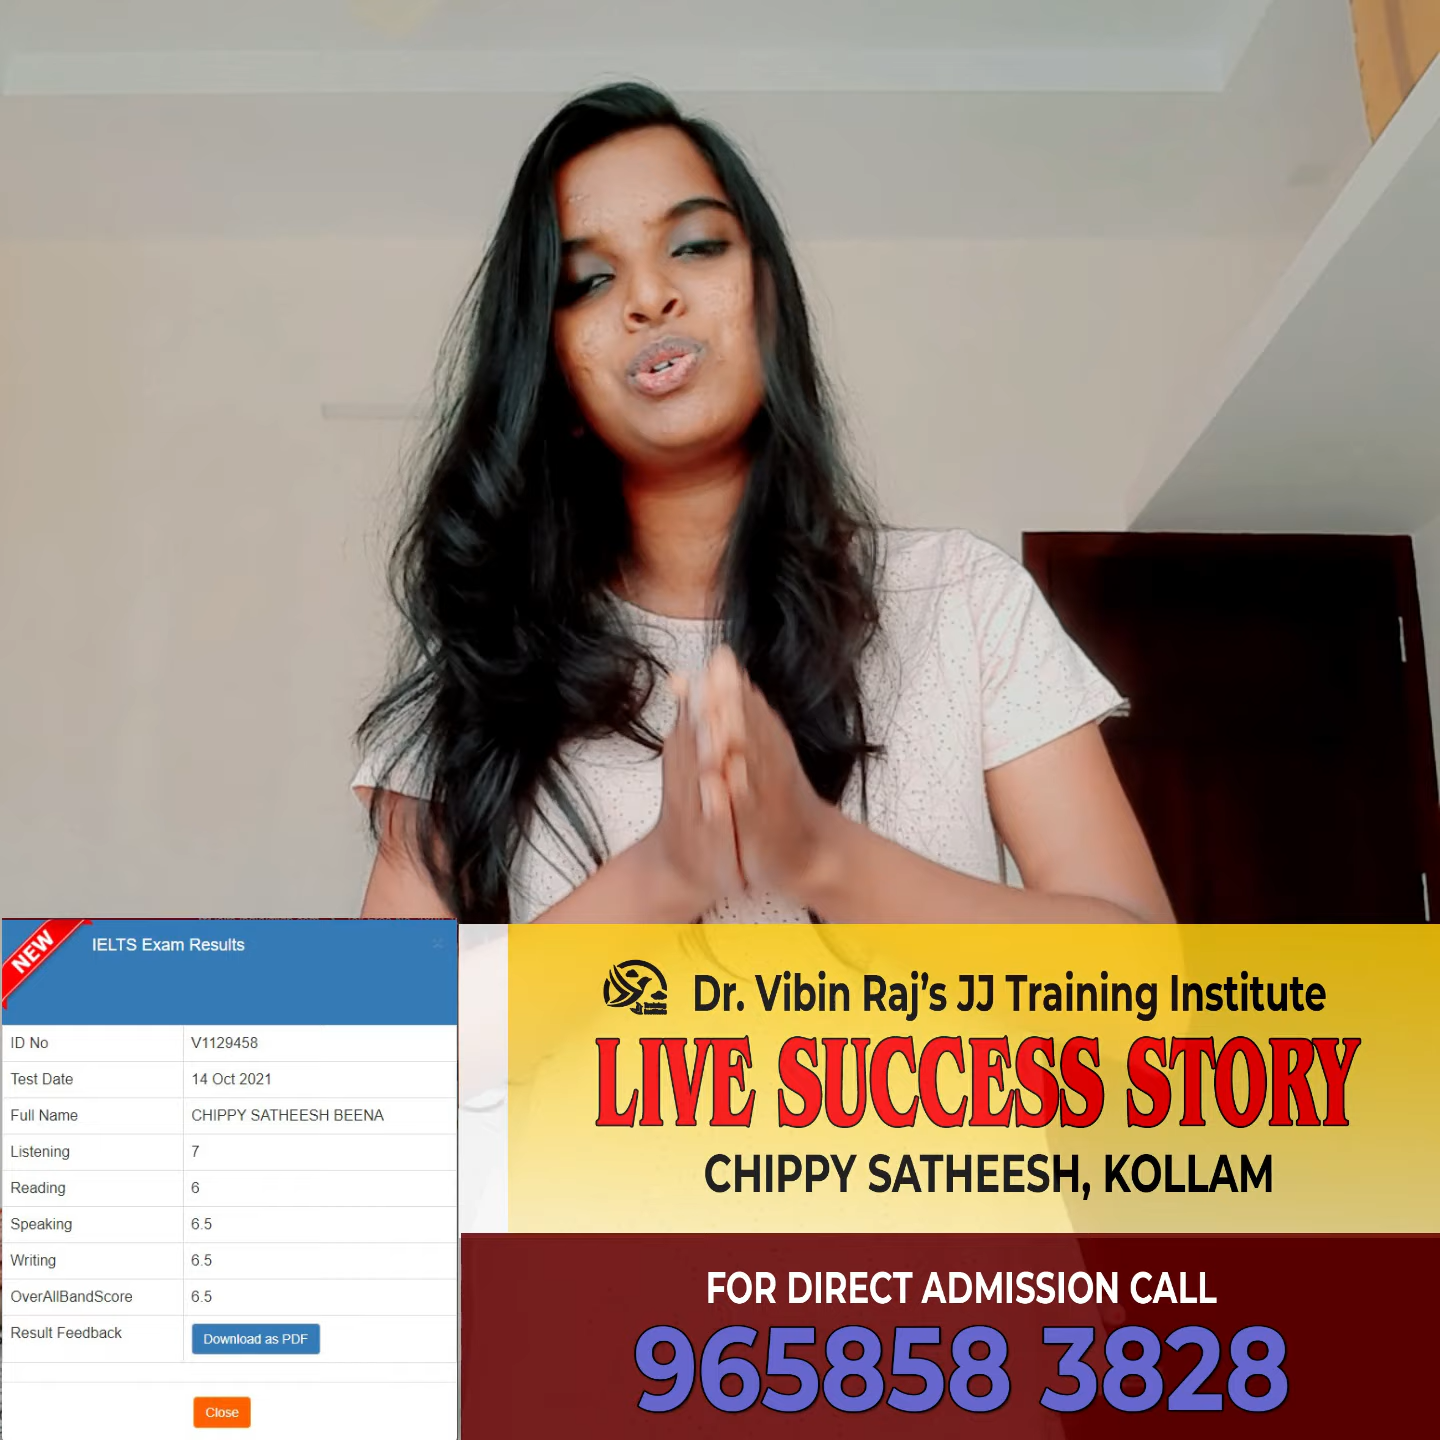 NEW
IELTS Exam Results
ID No V1129458
Test Date 14 Oct 2021
Full Name CHIPPY SATHEESH BEENA
Listening 7
Reading 6
Speaking 6.5
Writing 6.5
OverAllBandScore 6.5
Result Feedback Download as PDF
Close
Training
Institute
Dr. Vibin Raj’s JJ Training Institute
LIVE SUCCESS STORY
CHIPPY SATHEESH, KOLLAM
FOR DIRECT ADMISSION CALL
965858 3828